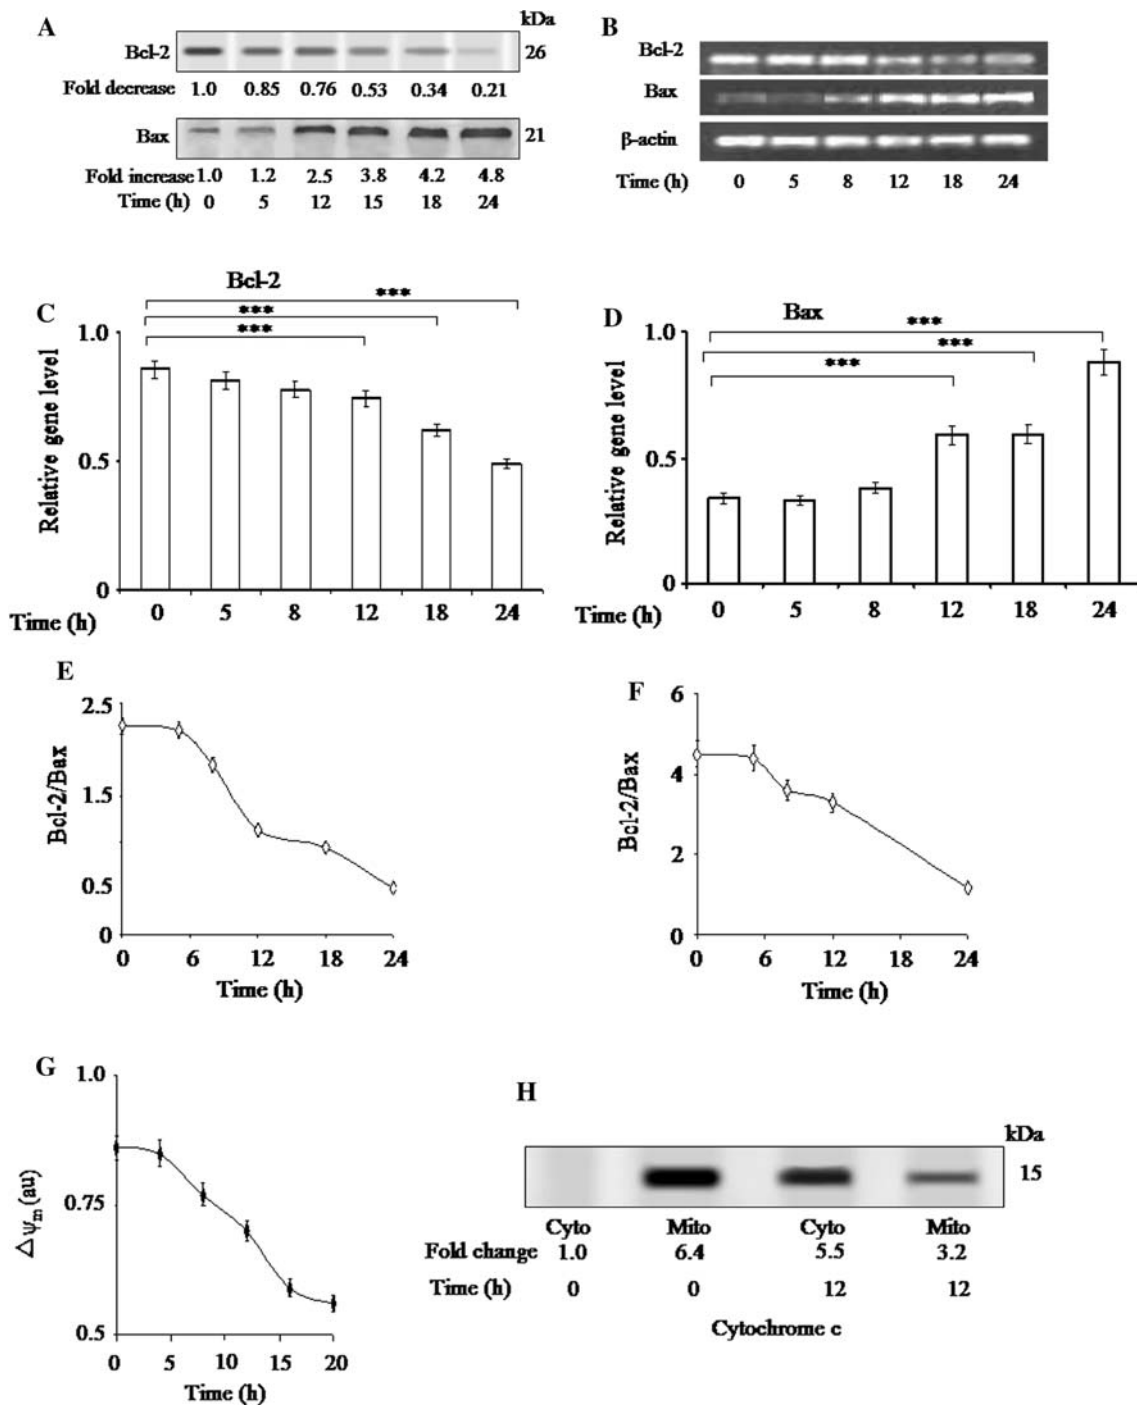 A
kDa
Bcl-2
26
Fold decrease 1.0 0.85 0.76 0.53 0.34 0.21
Bax
21
Fold increase 1.0 1.2 2.5 3.8 4.2 4.8
Time (h) 0 5 12 15 18 24
B
Bcl-2
Bax
β-actin
Time (h) 0 5 8 12 18 24
C
Bcl-2
***
***
***
Relative gene level
1.0
0.5
0
Time (h) 0 5 8 12 18 24
D
Bax
***
***
***
Relative gene level
1.0
0.5
0
Time (h) 0 5 8 12 18 24
E
Bcl-2/Bax
2.5
1.5
0.5
0
0 6 12 18 24
Time (h)
F
Bcl-2/Bax
6
4
2
0
0 6 12 18 24
Time (h)
G
△ψm (au)
1.0
0.75
0.5
0 5 10 15 20
Time (h)
H
kDa
15
Cyto Mito Cyto Mito
Fold change 1.0 6.4 5.5 3.2
Time (h) 0 0 12 12
Cytochrome c